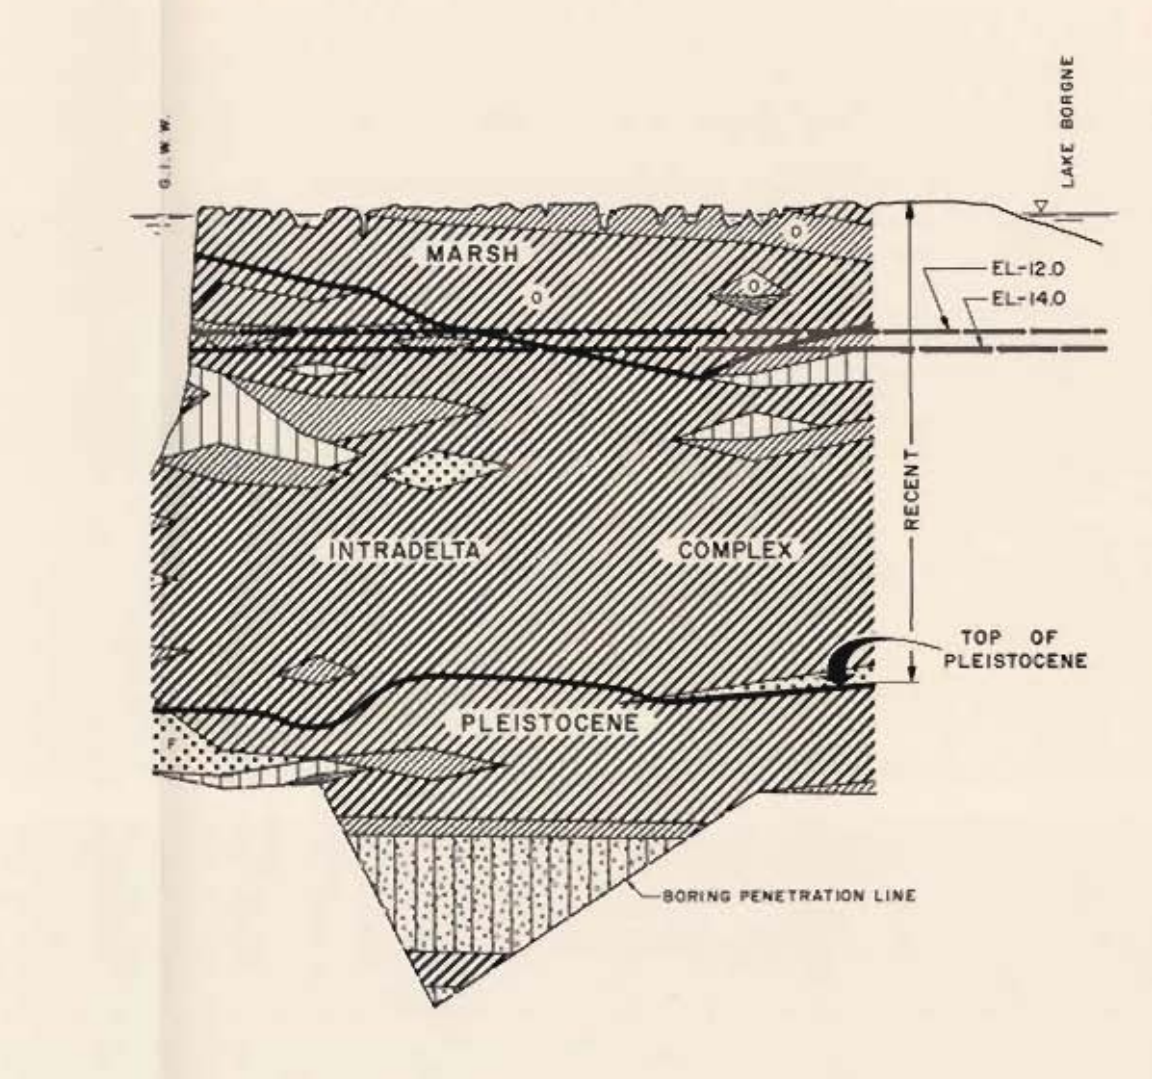 G.I.W.W.
LAKE BORGNE
O
MARSH
O
O
EL-12.0
EL-14.0
RECENT
INTRADELTA COMPLEX
TOP OF
PLEISTOCENE
PLEISTOCENE
F
BORING PENETRATION LINE